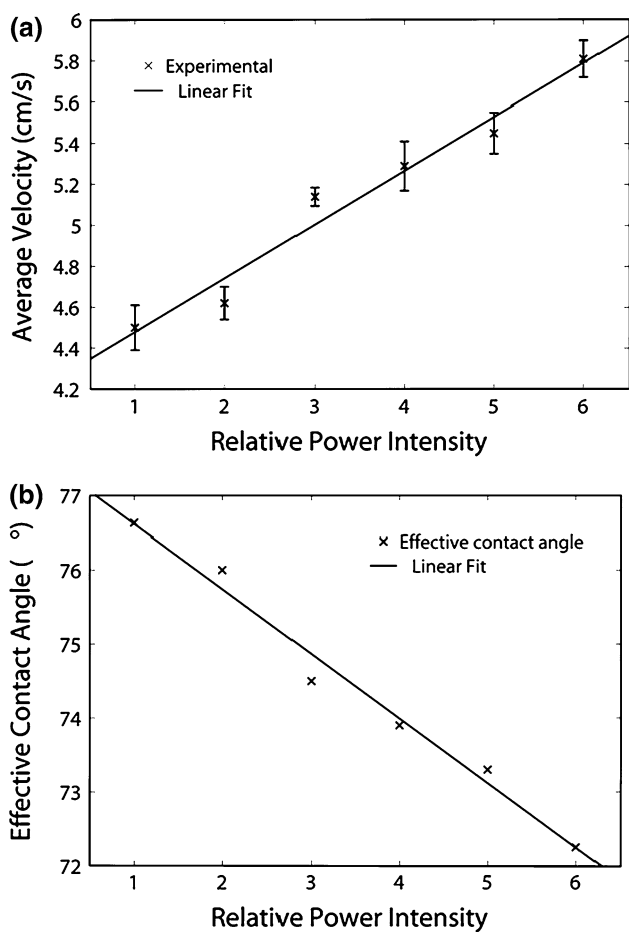 (a)
6
5.8
5.6
5.4
5.2
5
4.8
4.6
4.4
4.2
Average Velocity (cm/s)
× Experimental
Linear Fit
1 2 3 4 5 6
Relative Power Intensity
(b)
77
76
75
74
73
72
Effective Contact Angle ( °)
× Effective contact angle
Linear Fit
1 2 3 4 5 6
Relative Power Intensity